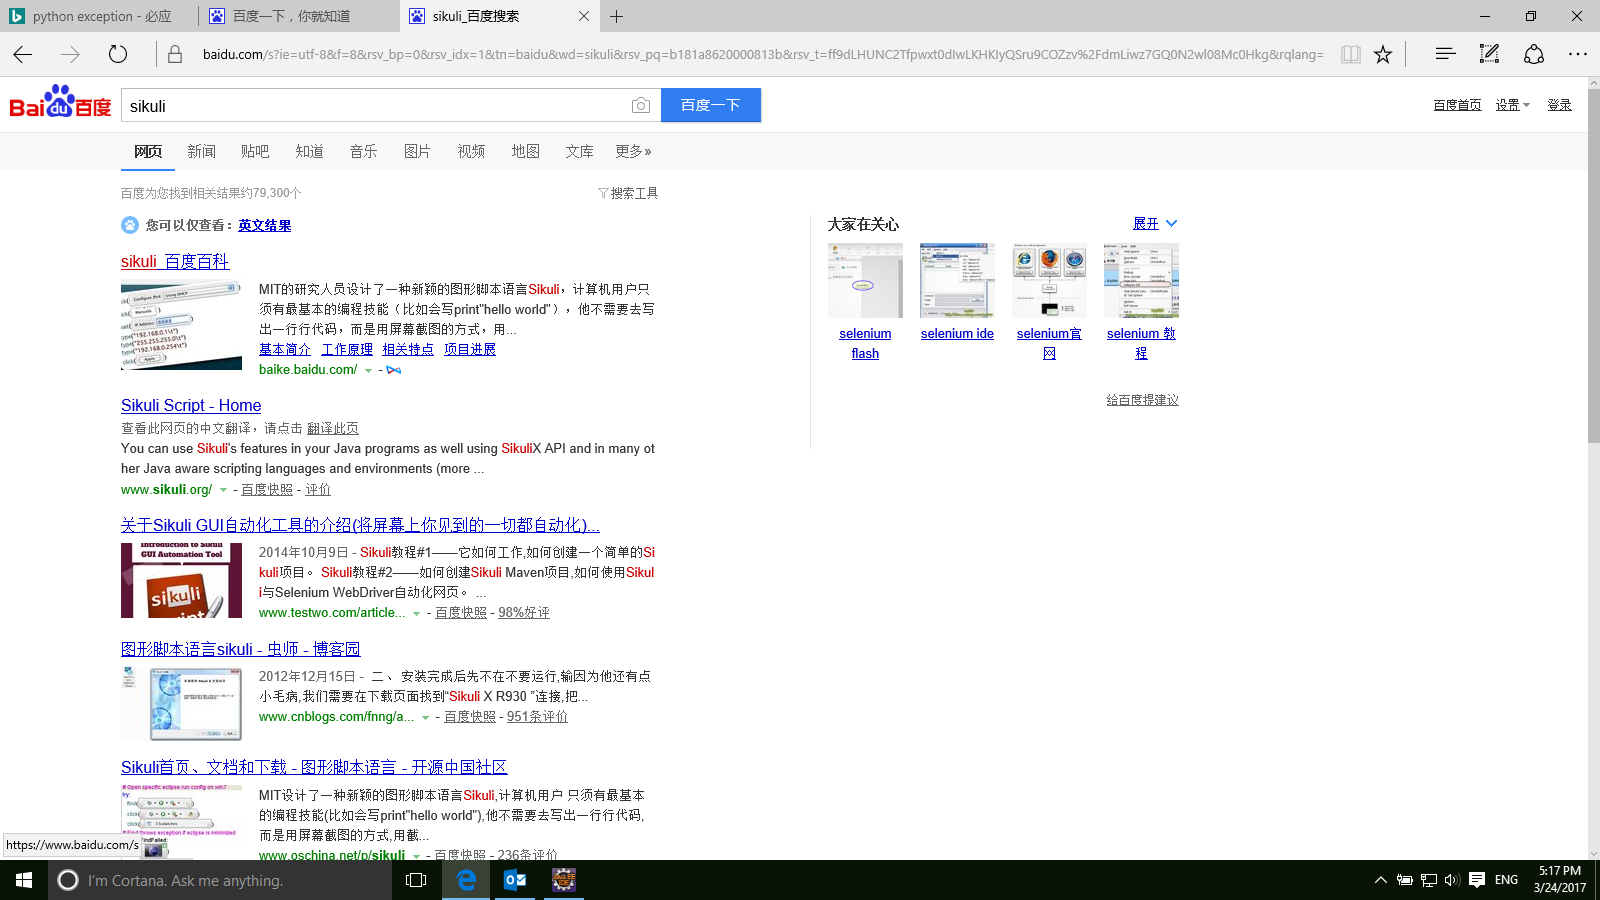 python exception - 必应
百度一下，你就知道
sikuli_百度搜索
baidu.com/s?ie=utf-8&f=8&rsv_bp=0&rsv_idx=1&tn=baidu&wd=sikuli&rsv_pq=b181a8620000813b&rsv_t=ff9dLHUNC2Tfpwxt0dIwLKHKIyQSru9COZzv%2FdmLiwz7GQ0N2wl08Mc0Hkg&rqlang=
Bai du 百度
sikuli
百度一下
百度首页 设置 登录
网页 新闻 贴吧 知道 音乐 图片 视频 地图 文库 更多»
百度为您找到相关结果约79,300个
搜索工具
您可以仅查看：英文结果
sikuli_百度百科
MIT的研究人员设计了一种新颖的图形脚本语言Sikuli，计算机用户只
须有最基本的编程技能（比如会写print"hello world"），他不需要去写
出一行行代码，而是用屏幕截图的方式，用...
基本简介 工作原理 相关特点 项目进展
baike.baidu.com/ -
Sikuli Script - Home
查看此网页的中文翻译，请点击 翻译此页
You can use Sikuli's features in your Java programs as well using SikuliX API and in many ot
her Java aware scripting languages and environments (more ...
www.sikuli.org/ - 百度快照 - 评价
关于Sikuli GUI自动化工具的介绍(将屏幕上你见到的一切都自动化)...
Introduction to Sikuli
GUI Automation Tool
sikuli
2014年10月9日 - Sikuli教程#1——它如何工作,如何创建一个简单的Si
kuli项目。 Sikuli教程#2——如何创建Sikuli Maven项目,如何使用Sikul
i与Selenium WebDriver自动化网页。 ...
www.testwo.com/article... - 百度快照 - 98%好评
图形脚本语言sikuli - 虫师 - 博客园
2012年12月15日 - 二、 安装完成后先不在不要运行,输因为他还有点
小毛病,我们需要在下载页面找到“Sikuli X R930 ”连接,把...
www.cnblogs.com/fnng/a... - 百度快照 - 951条评价
Sikuli首页、文档和下载 - 图形脚本语言 - 开源中国社区
MIT设计了一种新颖的图形脚本语言Sikuli,计算机用户 只须有最基本
的编程技能(比如会写print"hello world"),他不需要去写出一行行代码,
而是用屏幕截图的方式,用截...
www.oschina.net/p/sikuli - 百度快照 - 236条评价
大家在关心
展开
selenium
flash
selenium ide
selenium官
网
selenium 教
程
给百度提建议
https://www.baidu.com/s
I'm Cortana. Ask me anything.
ENG
5:17 PM
3/24/2017